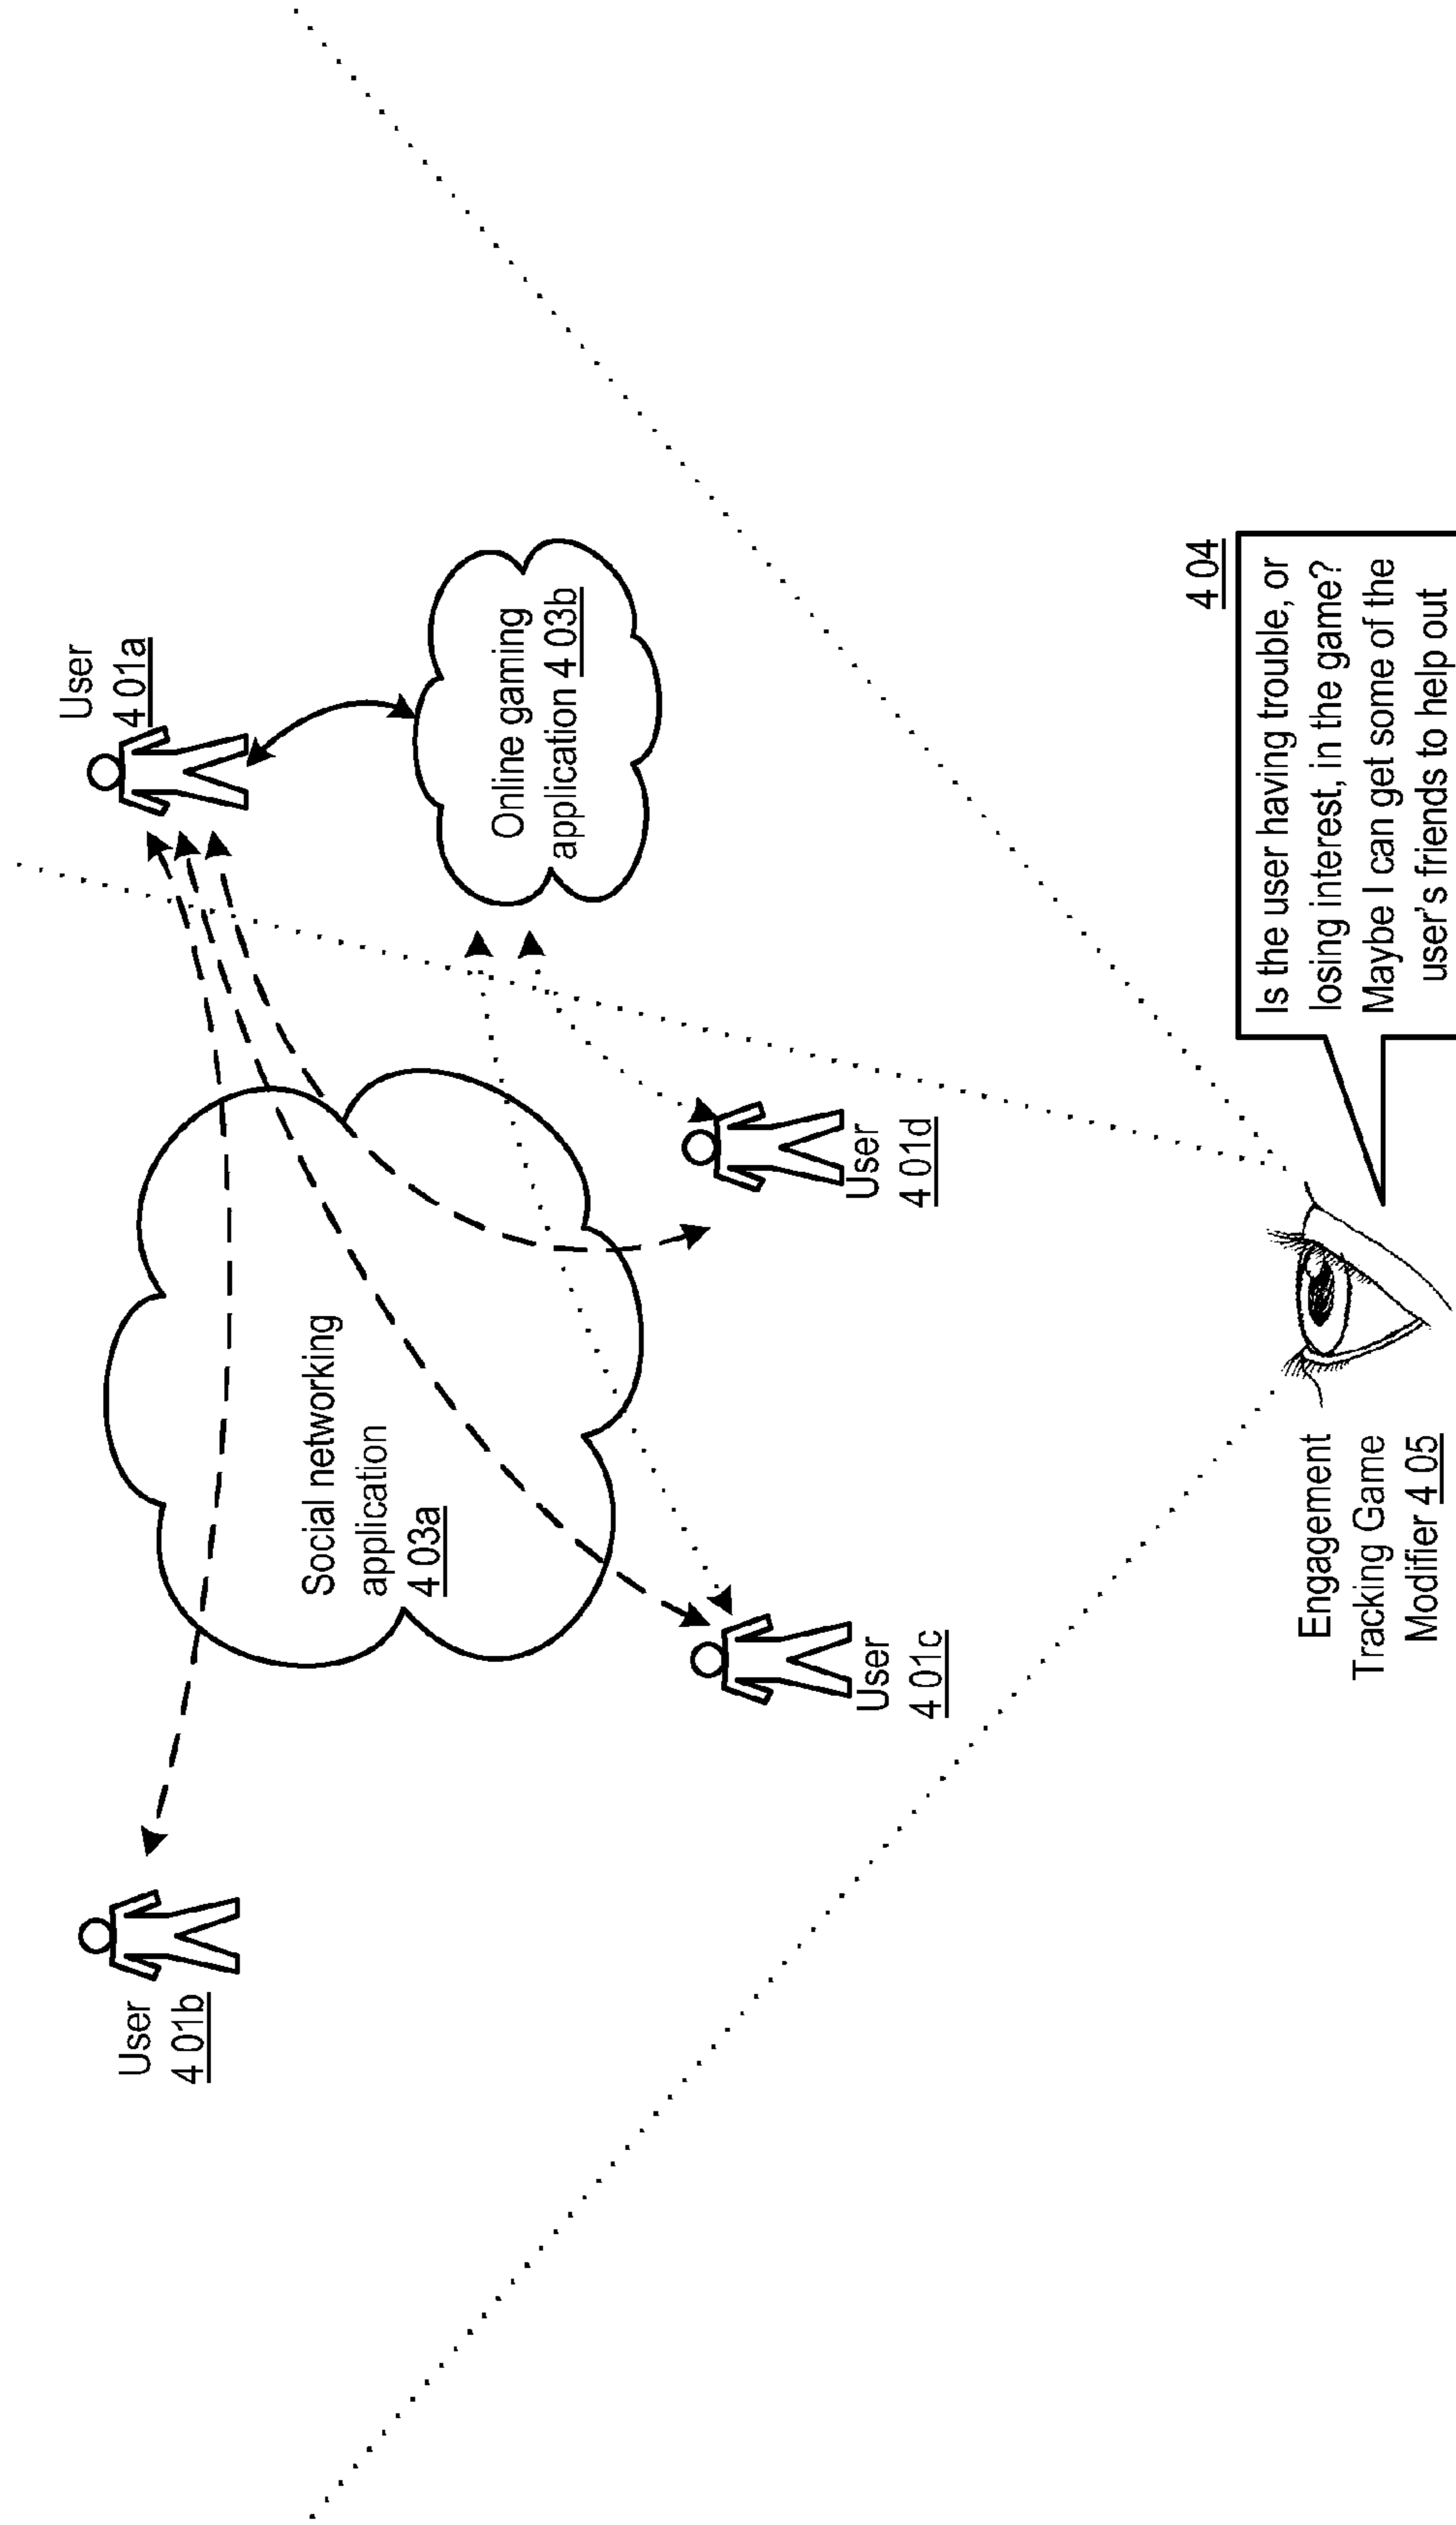 User
4 01a
User
4 01b
Social networking
application
4 03a
Online gaming
application 4 03b
User
4 01c
User
4 01d
4 04
Engagement
Tracking Game
Modifier 4 05
Is the user having trouble, or
losing interest, in the game?
Maybe I can get some of the
user's friends to help out